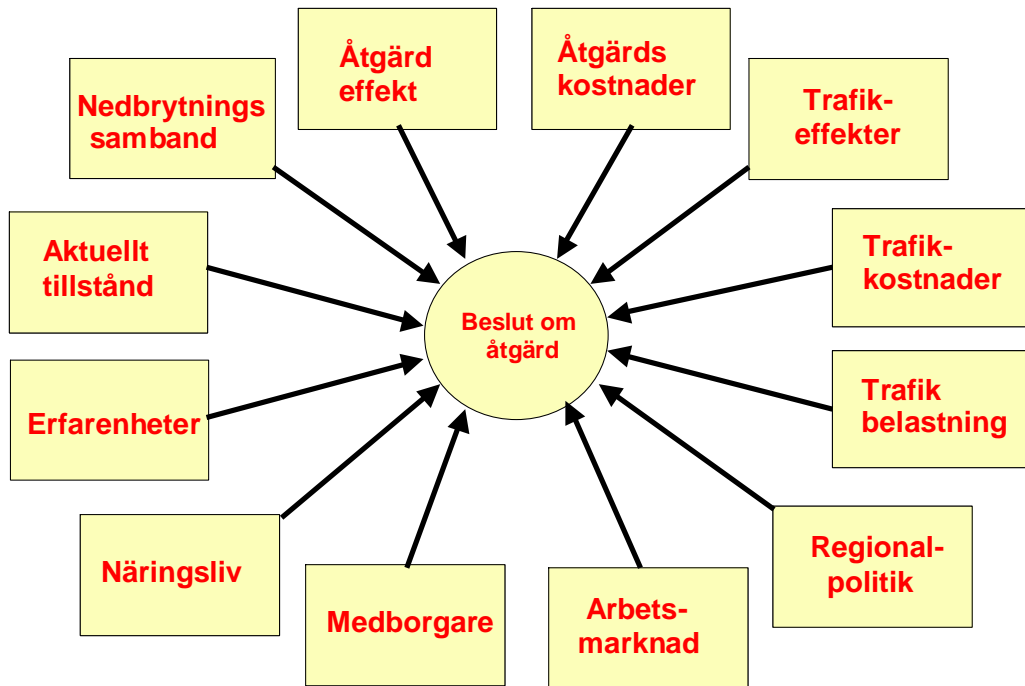 Åtgärd
effekt
Åtgärds
kostnader
Nedbrytnings
samband
Trafik-
effekter
Aktuellt
tillstånd
Trafik-
kostnader
Beslut om
åtgärd
Erfarenheter
Trafik
belastning
Näringsliv
Regional-
politik
Medborgare
Arbets-
marknad